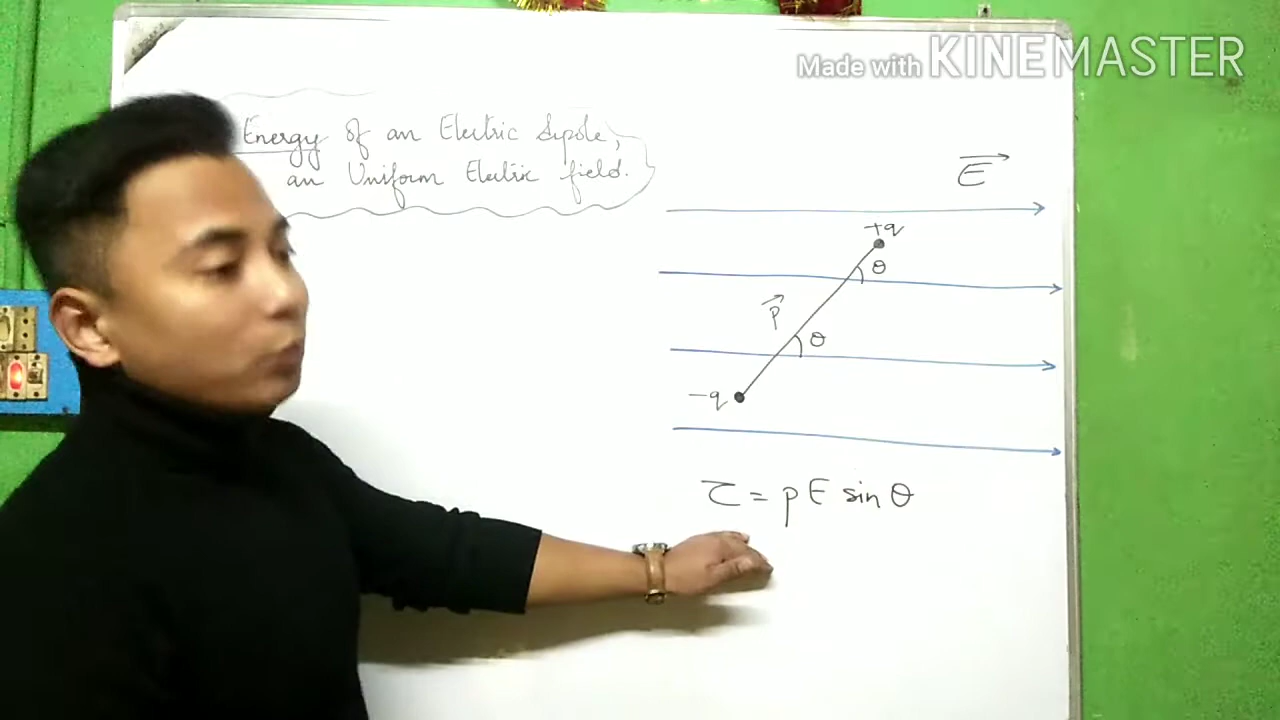 Made with KINEMASTER
Energy of an Electric dipole,
an Uniform Electric field.
E
+q
θ
p
θ
-q
τ = pE sin θ